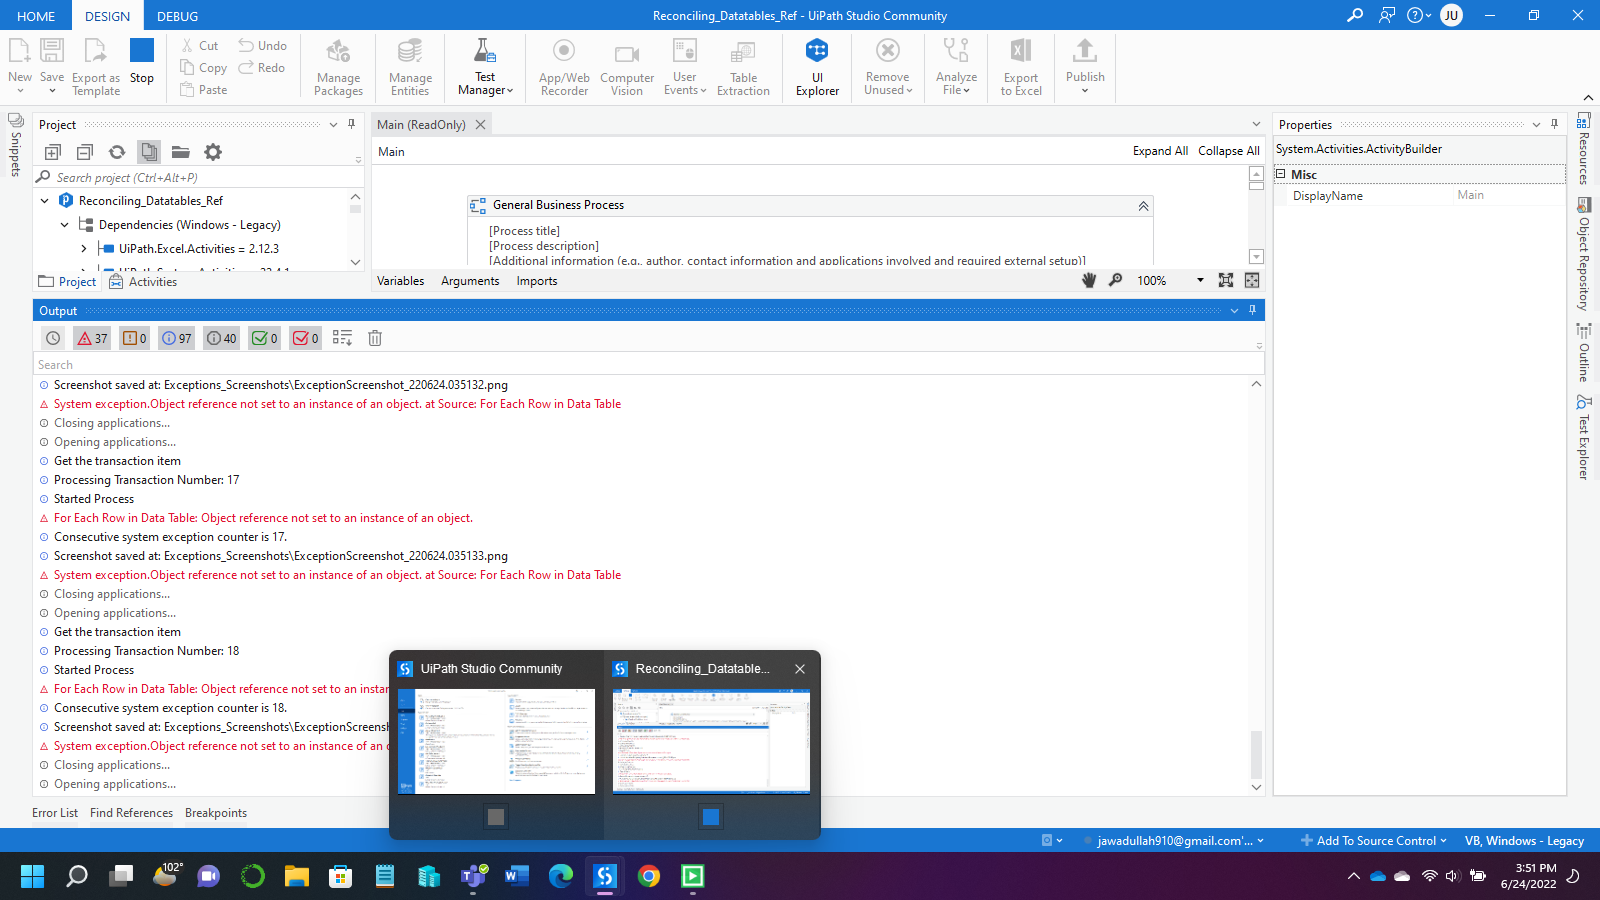 HOME DESIGN DEBUG Reconciling_Datatables_Ref - UiPath Studio Community JU
New Save Export as Template Stop Cut Copy Paste Undo Redo Manage Packages Manage Entities Test Manager App/Web Recorder Computer Vision User Events Table Extraction UI Explorer Remove Unused Analyze File Export to Excel Publish
Snippets
Project
Search project (Ctrl+Alt+P)
Reconciling_Datatables_Ref
Dependencies (Windows - Legacy)
UiPath.Excel.Activities = 2.12.3
Project Activities
Main (ReadOnly)
Main Expand All Collapse All
General Business Process
[Process title]
[Process description]
[Additional information (e.g., author, contact information and applications involved and required external setup)]
Variables Arguments Imports 100%
Properties
System.Activities.ActivityBuilder
Misc
DisplayName Main
Resources
Object Repository
Outline
Test Explorer
Output
37 0 97 40 0 0
Search
Screenshot saved at: Exceptions_Screenshots\ExceptionScreenshot_220624.035132.png
System exception.Object reference not set to an instance of an object. at Source: For Each Row in Data Table
Closing applications...
Opening applications...
Get the transaction item
Processing Transaction Number: 17
Started Process
For Each Row in Data Table: Object reference not set to an instance of an object.
Consecutive system exception counter is 17.
Screenshot saved at: Exceptions_Screenshots\ExceptionScreenshot_220624.035133.png
System exception.Object reference not set to an instance of an object. at Source: For Each Row in Data Table
Closing applications...
Opening applications...
Get the transaction item
Processing Transaction Number: 18
Started Process
For Each Row in Data Table: Object reference not set to an inst
Consecutive system exception counter is 18.
Screenshot saved at: Exceptions_Screenshots\ExceptionScreens
System exception.Object reference not set to an instance of an o
Closing applications...
Opening applications...
UiPath Studio Community Reconciling_Datatable...
Error List Find References Breakpoints
jawadullah910@gmail.com'... Add To Source Control VB, Windows - Legacy
102°
3:51 PM
6/24/2022